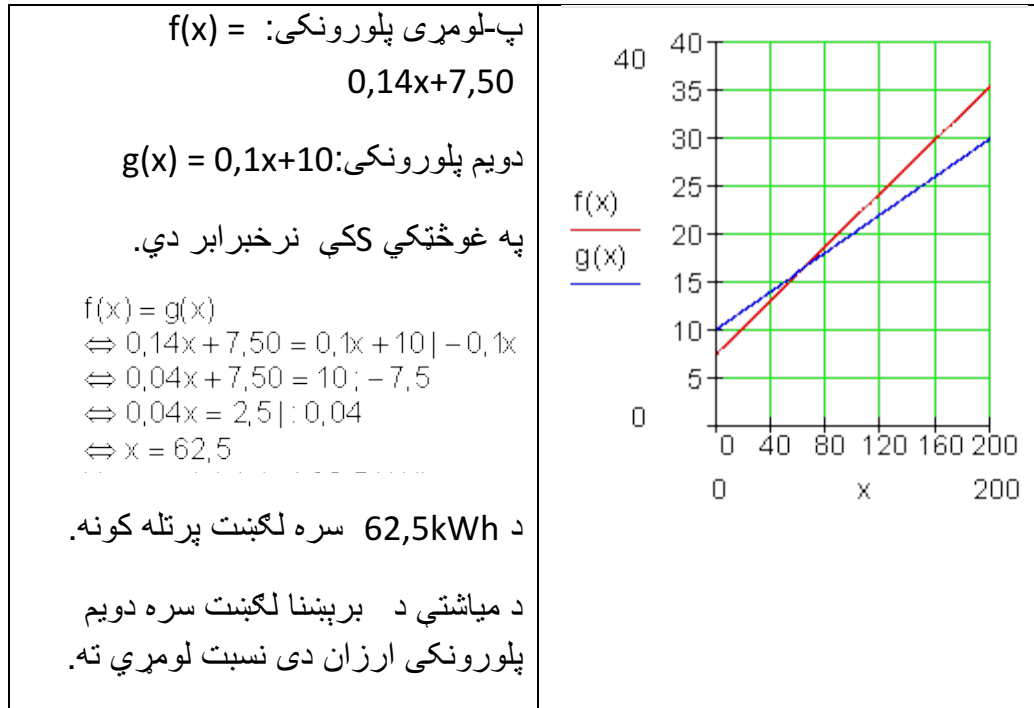 پ-لومړی پلورونکی: f(x) =
0,14x+7,50
دویم پلورونکی:g(x) = 0,1x+10
په غوڅټکي Sکې نرخبرابر دي.
f(x) = g(x)
⇔ 0,14x + 7,50 = 0,1x + 10 | − 0,1x
⇔ 0,04x + 7,50 = 10 ; − 7,5
⇔ 0,04x = 2,5 | : 0,04
⇔ x = 62,5
د 62,5kWh سره لګښت پرتله کونه.
د میاشتې د برېښنا لګښت سره دویم
پلورونکی ارزان دی نسبت لومړي ته.
40
40
35
30
25
20
15
10
5
0
f(x)
g(x)
0 40 80 120 160 200
0 x 200